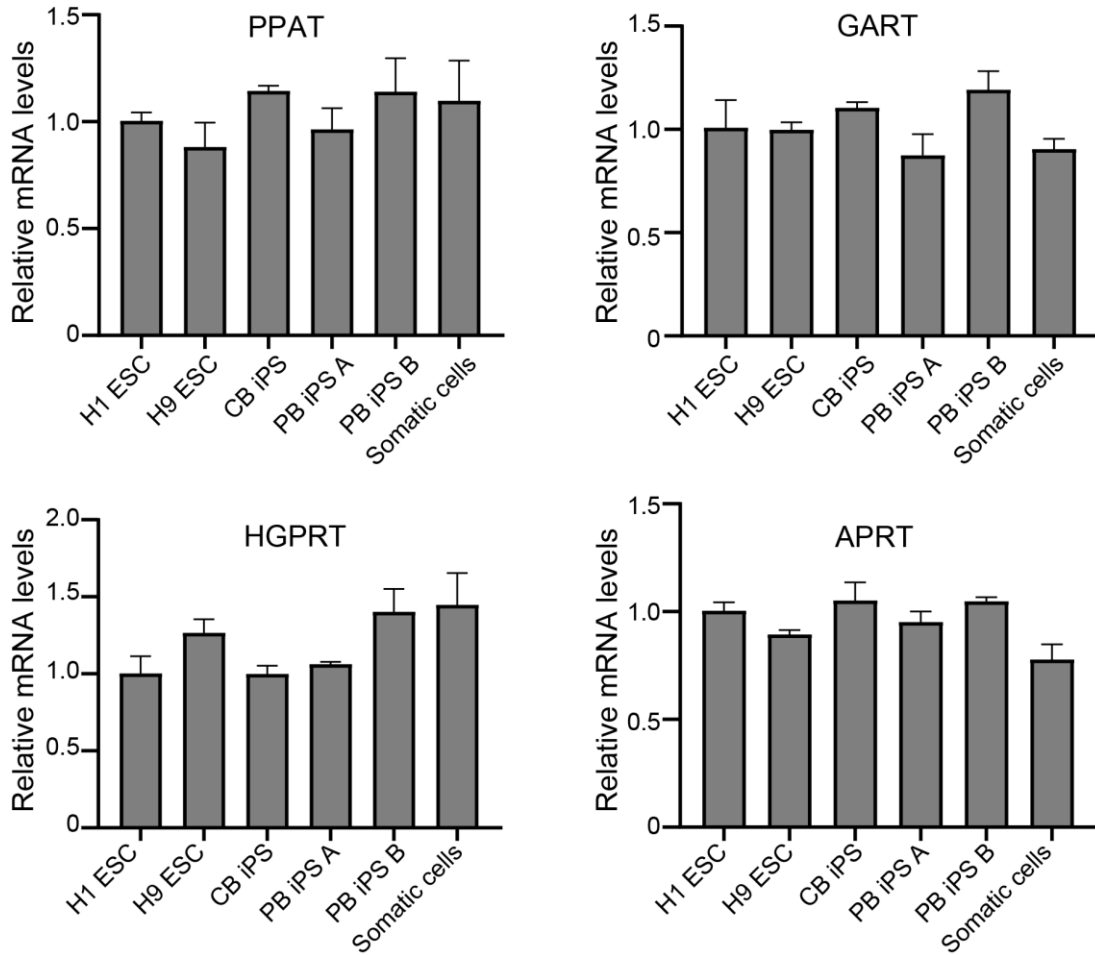 PPAT
Relative mRNA levels
1.5
1.0
0.5
0
H1 ESC
H9 ESC
CB iPS
PB iPS A
PB iPS B
Somatic cells
GART
Relative mRNA levels
1.5
1.0
0.5
0
H1 ESC
H9 ESC
CB iPS
PB iPS A
PB iPS B
Somatic cells
HGPRT
Relative mRNA levels
2.0
1.5
1.0
0.5
0
H1 ESC
H9 ESC
CB iPS
PB iPS A
PB iPS B
Somatic cells
APRT
Relative mRNA levels
1.5
1.0
0.5
0
H1 ESC
H9 ESC
CB iPS
PB iPS A
PB iPS B
Somatic cells